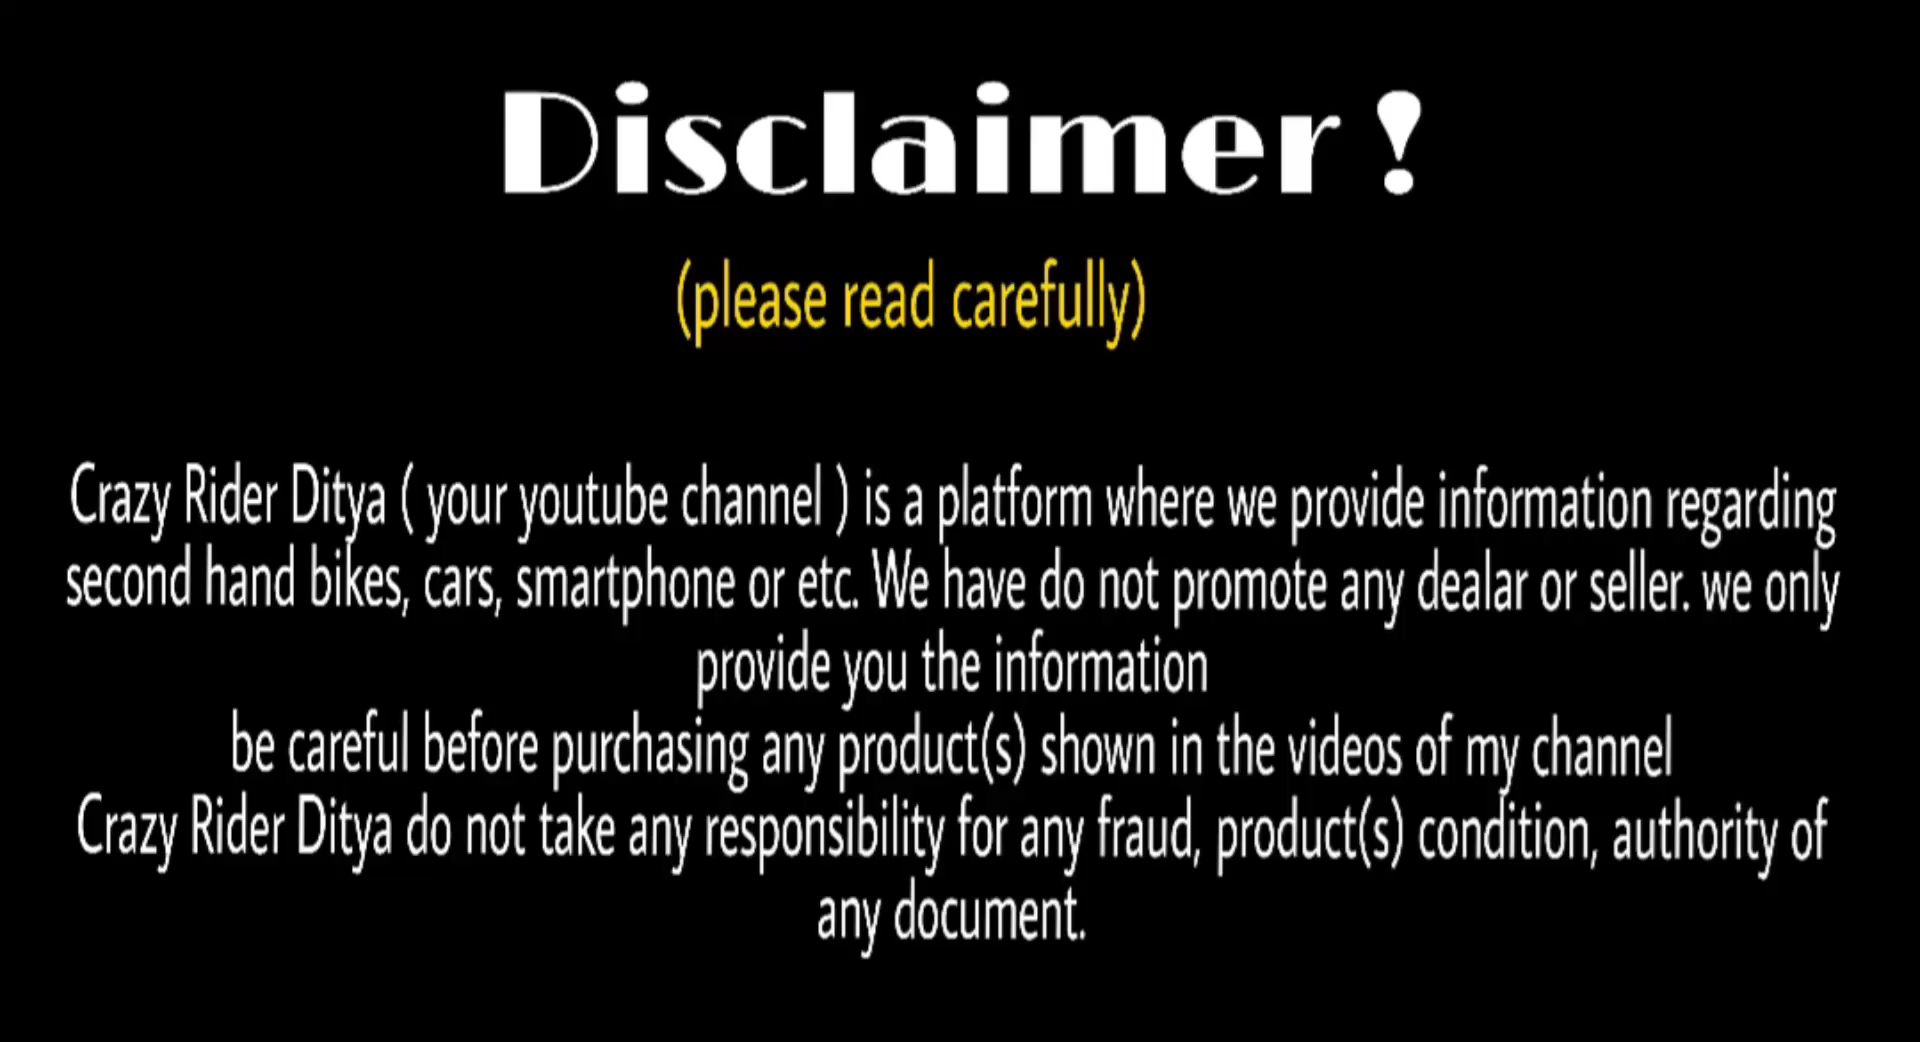 Disclaimer !
(please read carefully)
Crazy Rider Ditya ( your youtube channel ) is a platform where we provide information regarding
second hand bikes, cars, smartphone or etc. We have do not promote any dealar or seller. we only
provide you the information
be careful before purchasing any product(s) shown in the videos of my channel
Crazy Rider Ditya do not take any responsibility for any fraud, product(s) condition, authority of
any document.